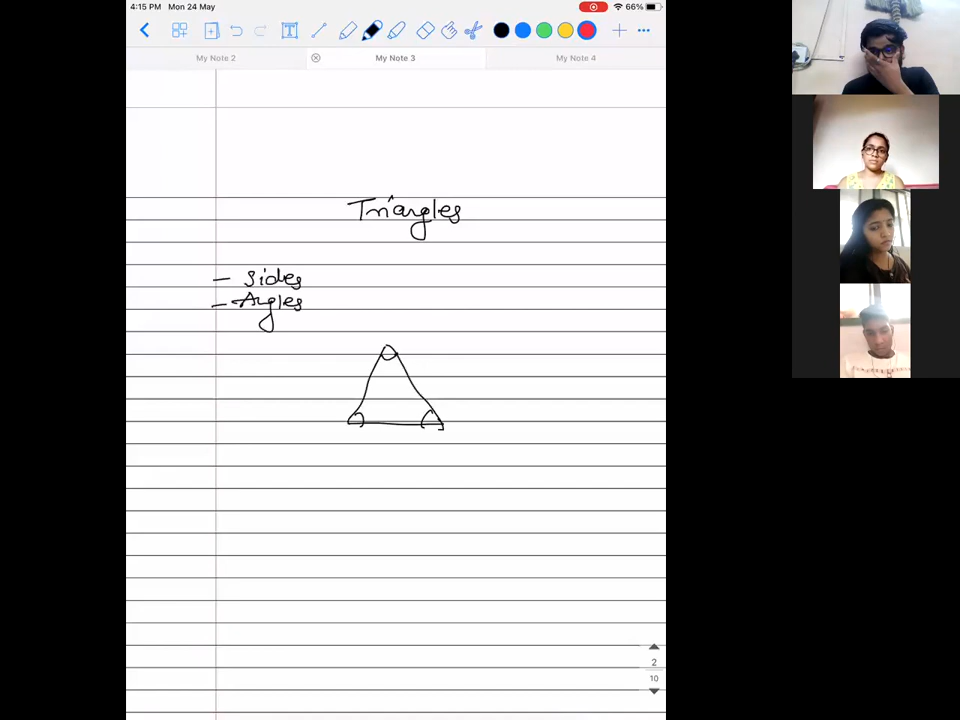 4:15 PM Mon 24 May
66%
My Note 2
My Note 3
My Note 4
Triangles
- Sides
- Angles
2
10